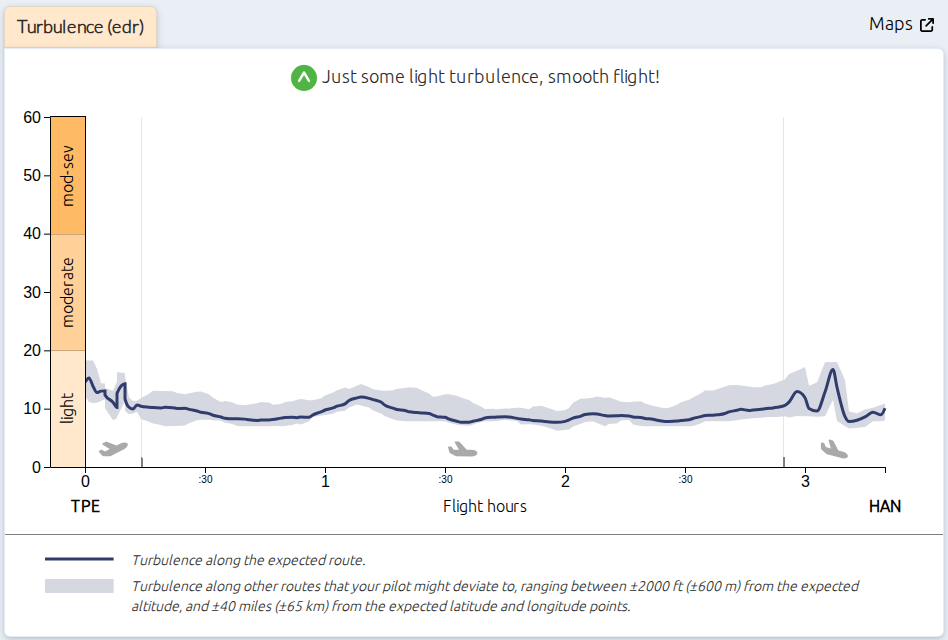 Turbulence (edr)
Maps
Just some light turbulence, smooth flight!
60
50
40
30
20
10
0
mod-sev
moderate
light
0
:30
1
:30
2
:30
3
TPE
Flight hours
HAN
Turbulence along the expected route.
Turbulence along other routes that your pilot might deviate to, ranging between ±2000 ft (±600 m) from the expected
altitude, and ±40 miles (±65 km) from the expected latitude and longitude points.